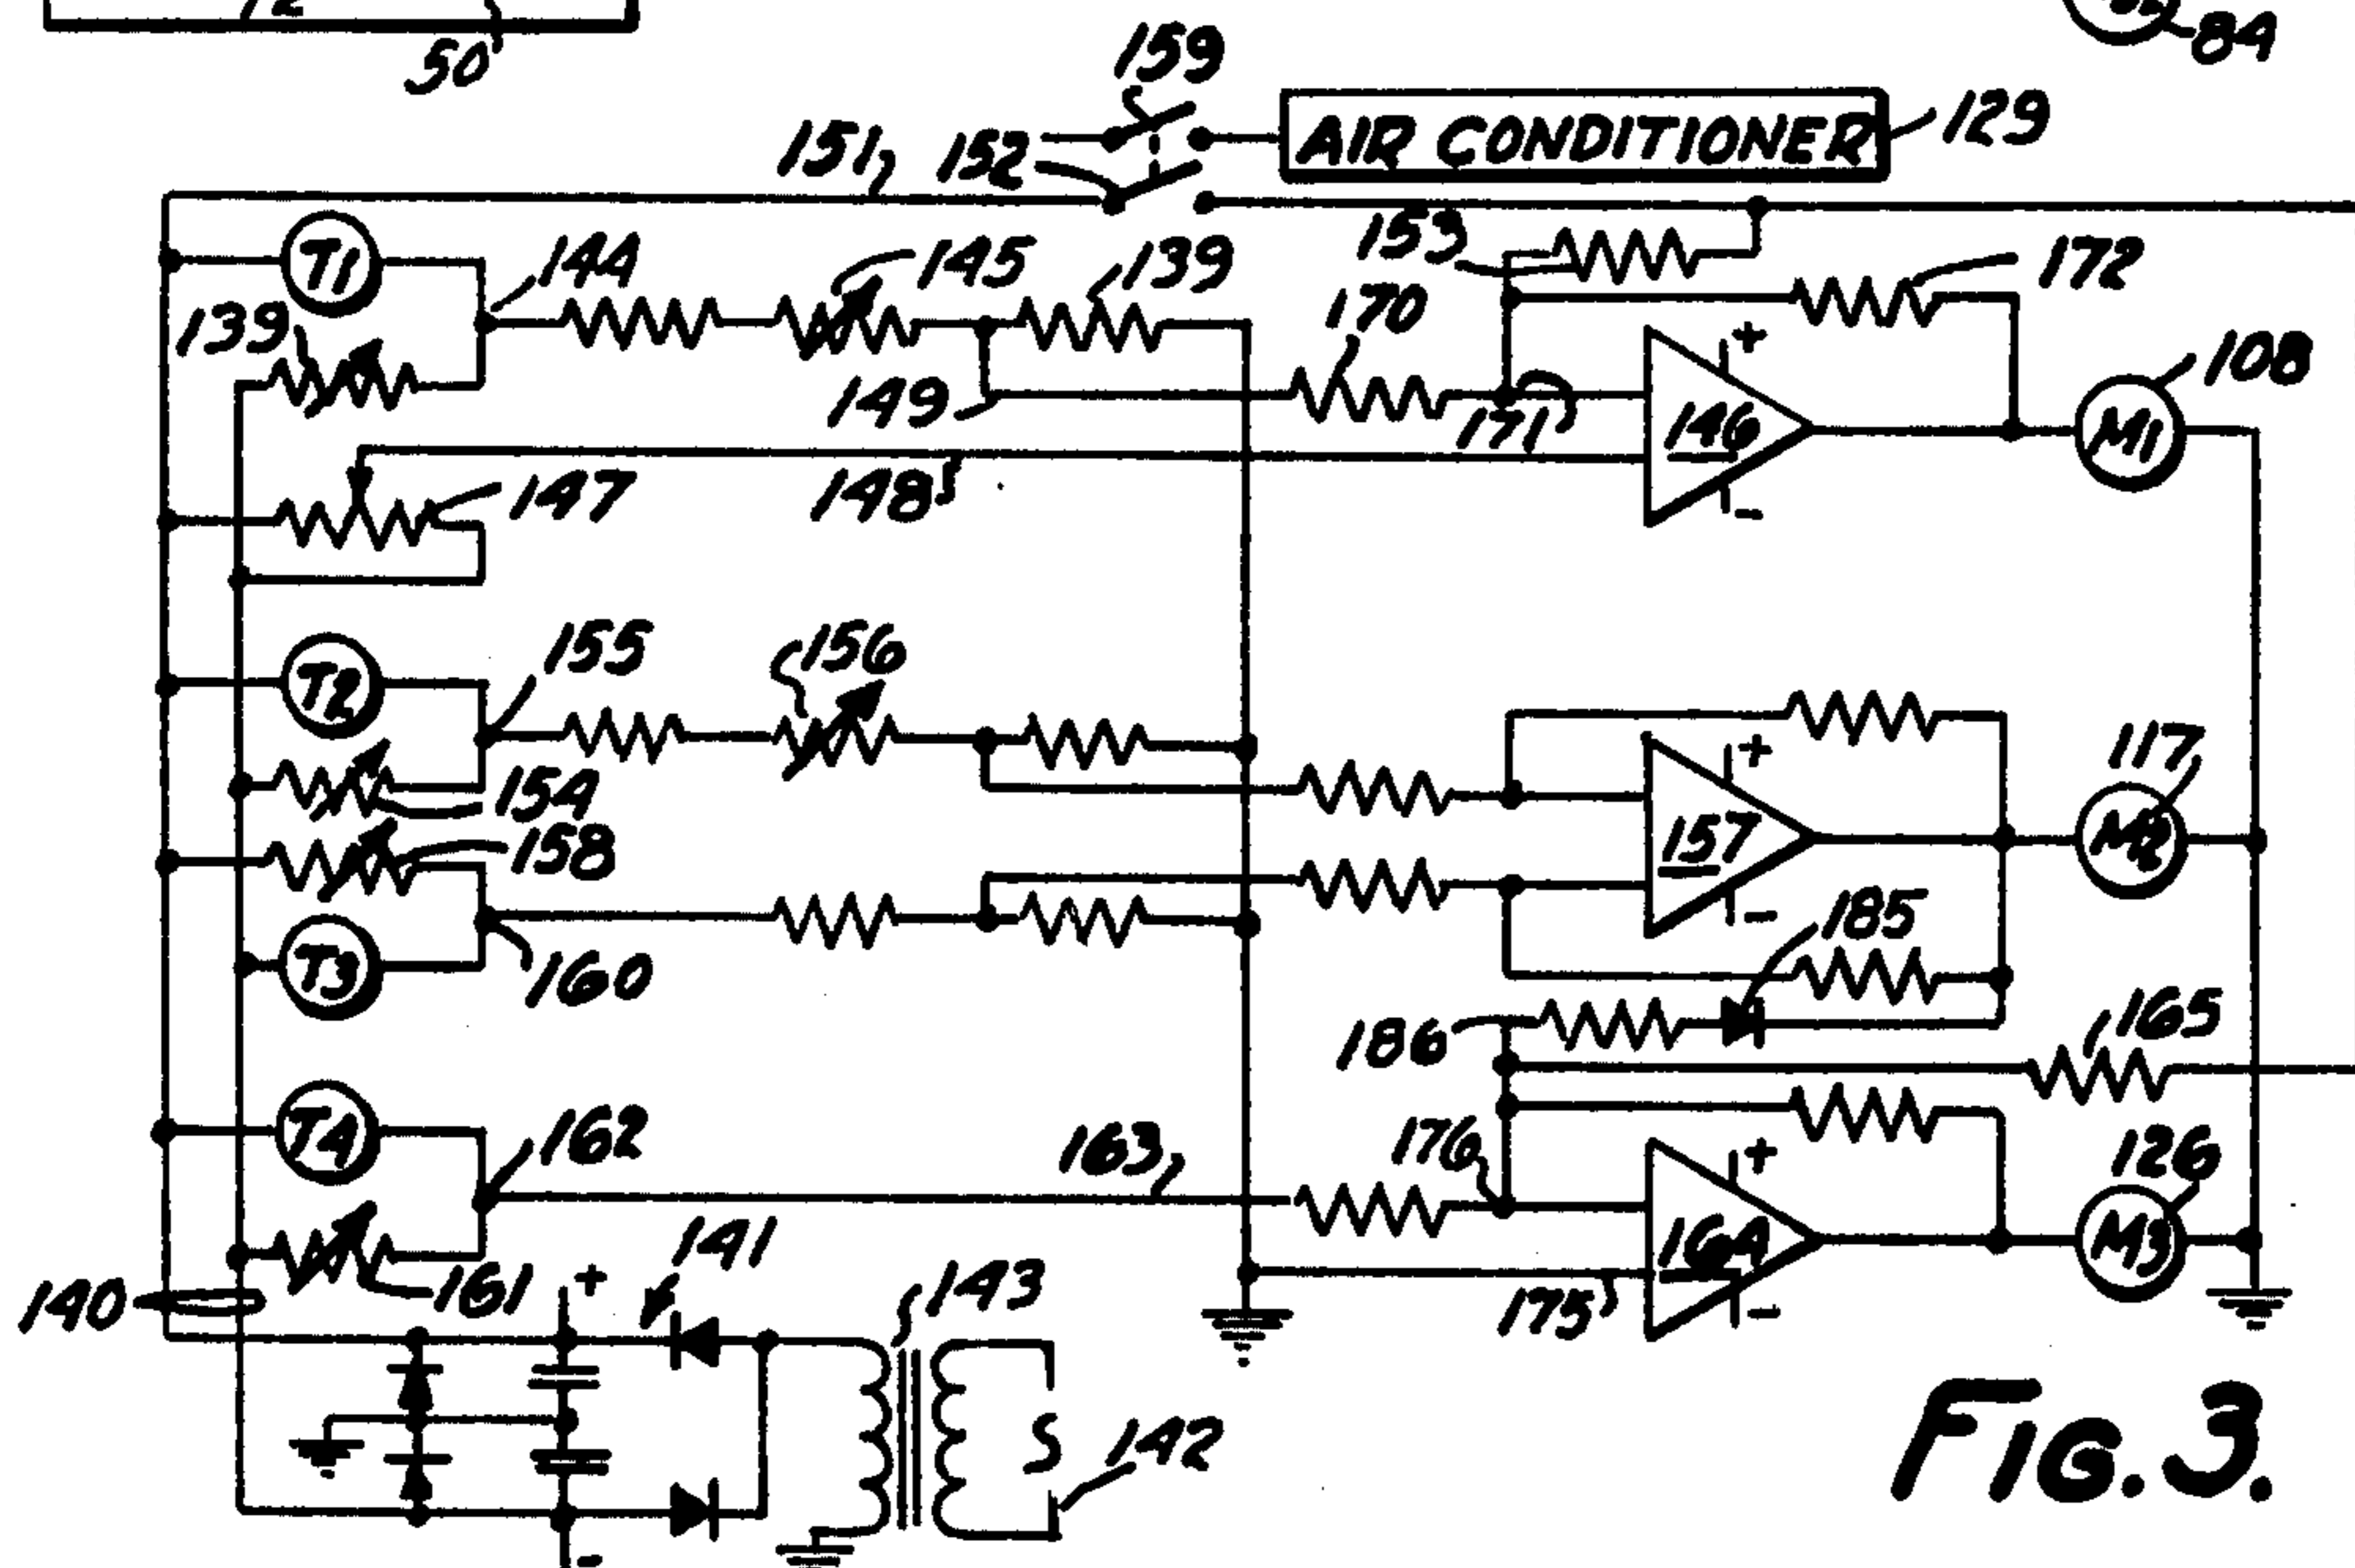 50
84
159
AIR CONDITIONER 129
151 152
T1 144 145 139 153 172
139 170
149 171 146 + - M1 108
147 148
T2 155 156
154 157 + - M2 117
158
T3 160 185
186 165
T4 162 163 176 164 + - M3 126
161 141 143 175
140 +
S 142
-
FIG. 3.